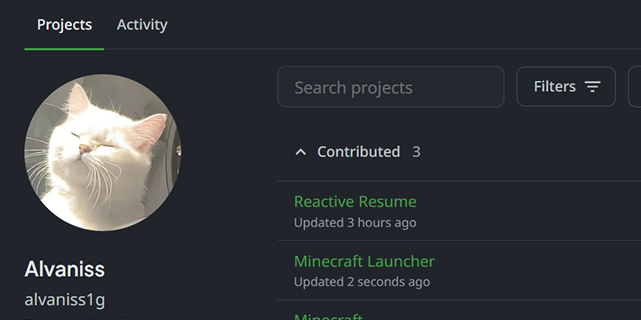 Projects Activity
Search projects Filters
Contributed 3
Reactive Resume
Updated 3 hours ago
Alvaniss
Minecraft Launcher
Updated 2 seconds ago
alvaniss1g
Minecraft